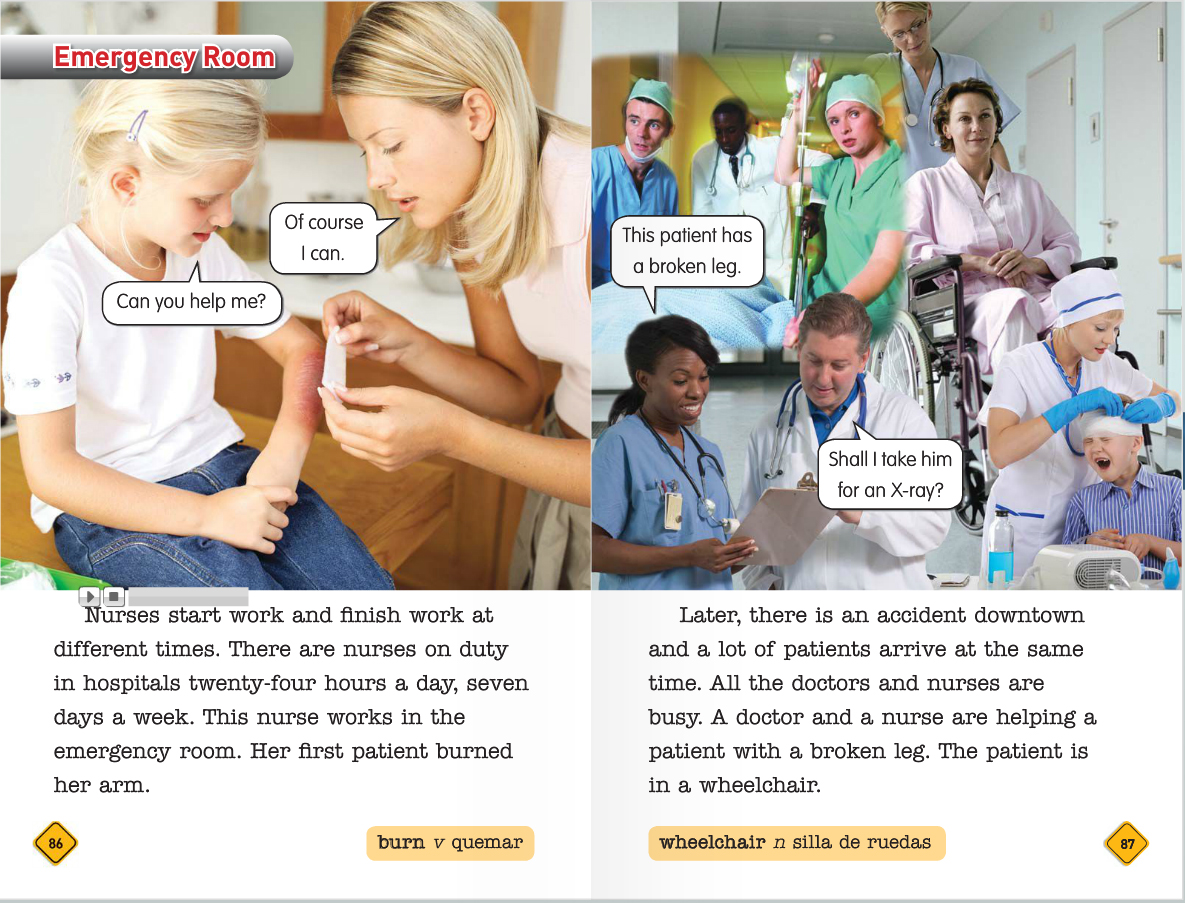 Emergency Room
Can you help me?
Of course
I can.
Nurses start work and finish work at
different times. There are nurses on duty
in hospitals twenty-four hours a day, seven
days a week. This nurse works in the
emergency room. Her first patient burned
her arm.
burn v quemar
86
This patient has
a broken leg.
Shall I take him
for an X-ray?
Later, there is an accident downtown
and a lot of patients arrive at the same
time. All the doctors and nurses are
busy. A doctor and a nurse are helping a
patient with a broken leg. The patient is
in a wheelchair.
wheelchair n silla de ruedas
87